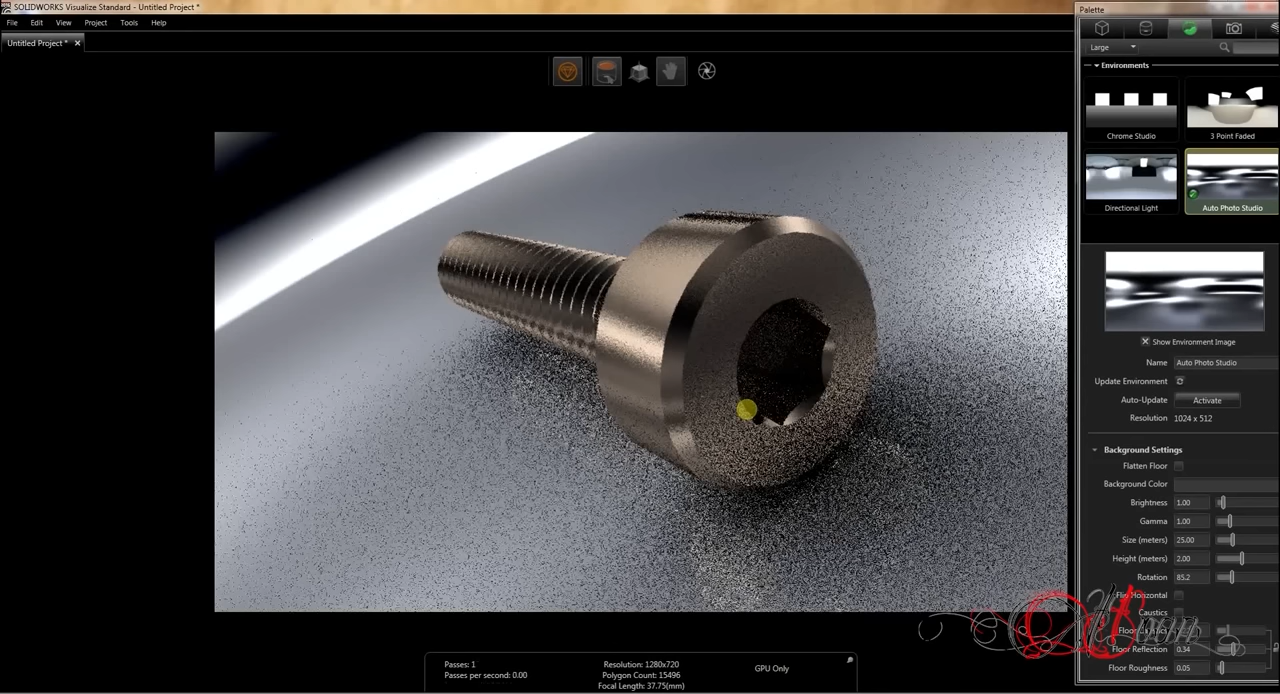 SOLIDWORKS Visualize Standard - Untitled Project *
File Edit View Project Tools Help
Untitled Project * ✕
Palette
Large
Environments
Chrome Studio
3 Point Faded
Directional Light
Auto Photo Studio
Show Environment Image
Name Auto Photo Studio
Update Environment
Auto-Update Activate
Resolution 1024 x 512
Background Settings
Flatten Floor
Background Color
Brightness 1.00
Gamma 1.00
Size (meters) 25.00
Height (meters) 2.00
Rotation 85.2
Flip Horizontal
Caustics
Floor Reflection 0.34
Floor Roughness 0.05
Passes: 1
Passes per second: 0.00
Resolution: 1280x720
Polygon Count: 15496
Focal Length: 37.75(mm)
GPU Only